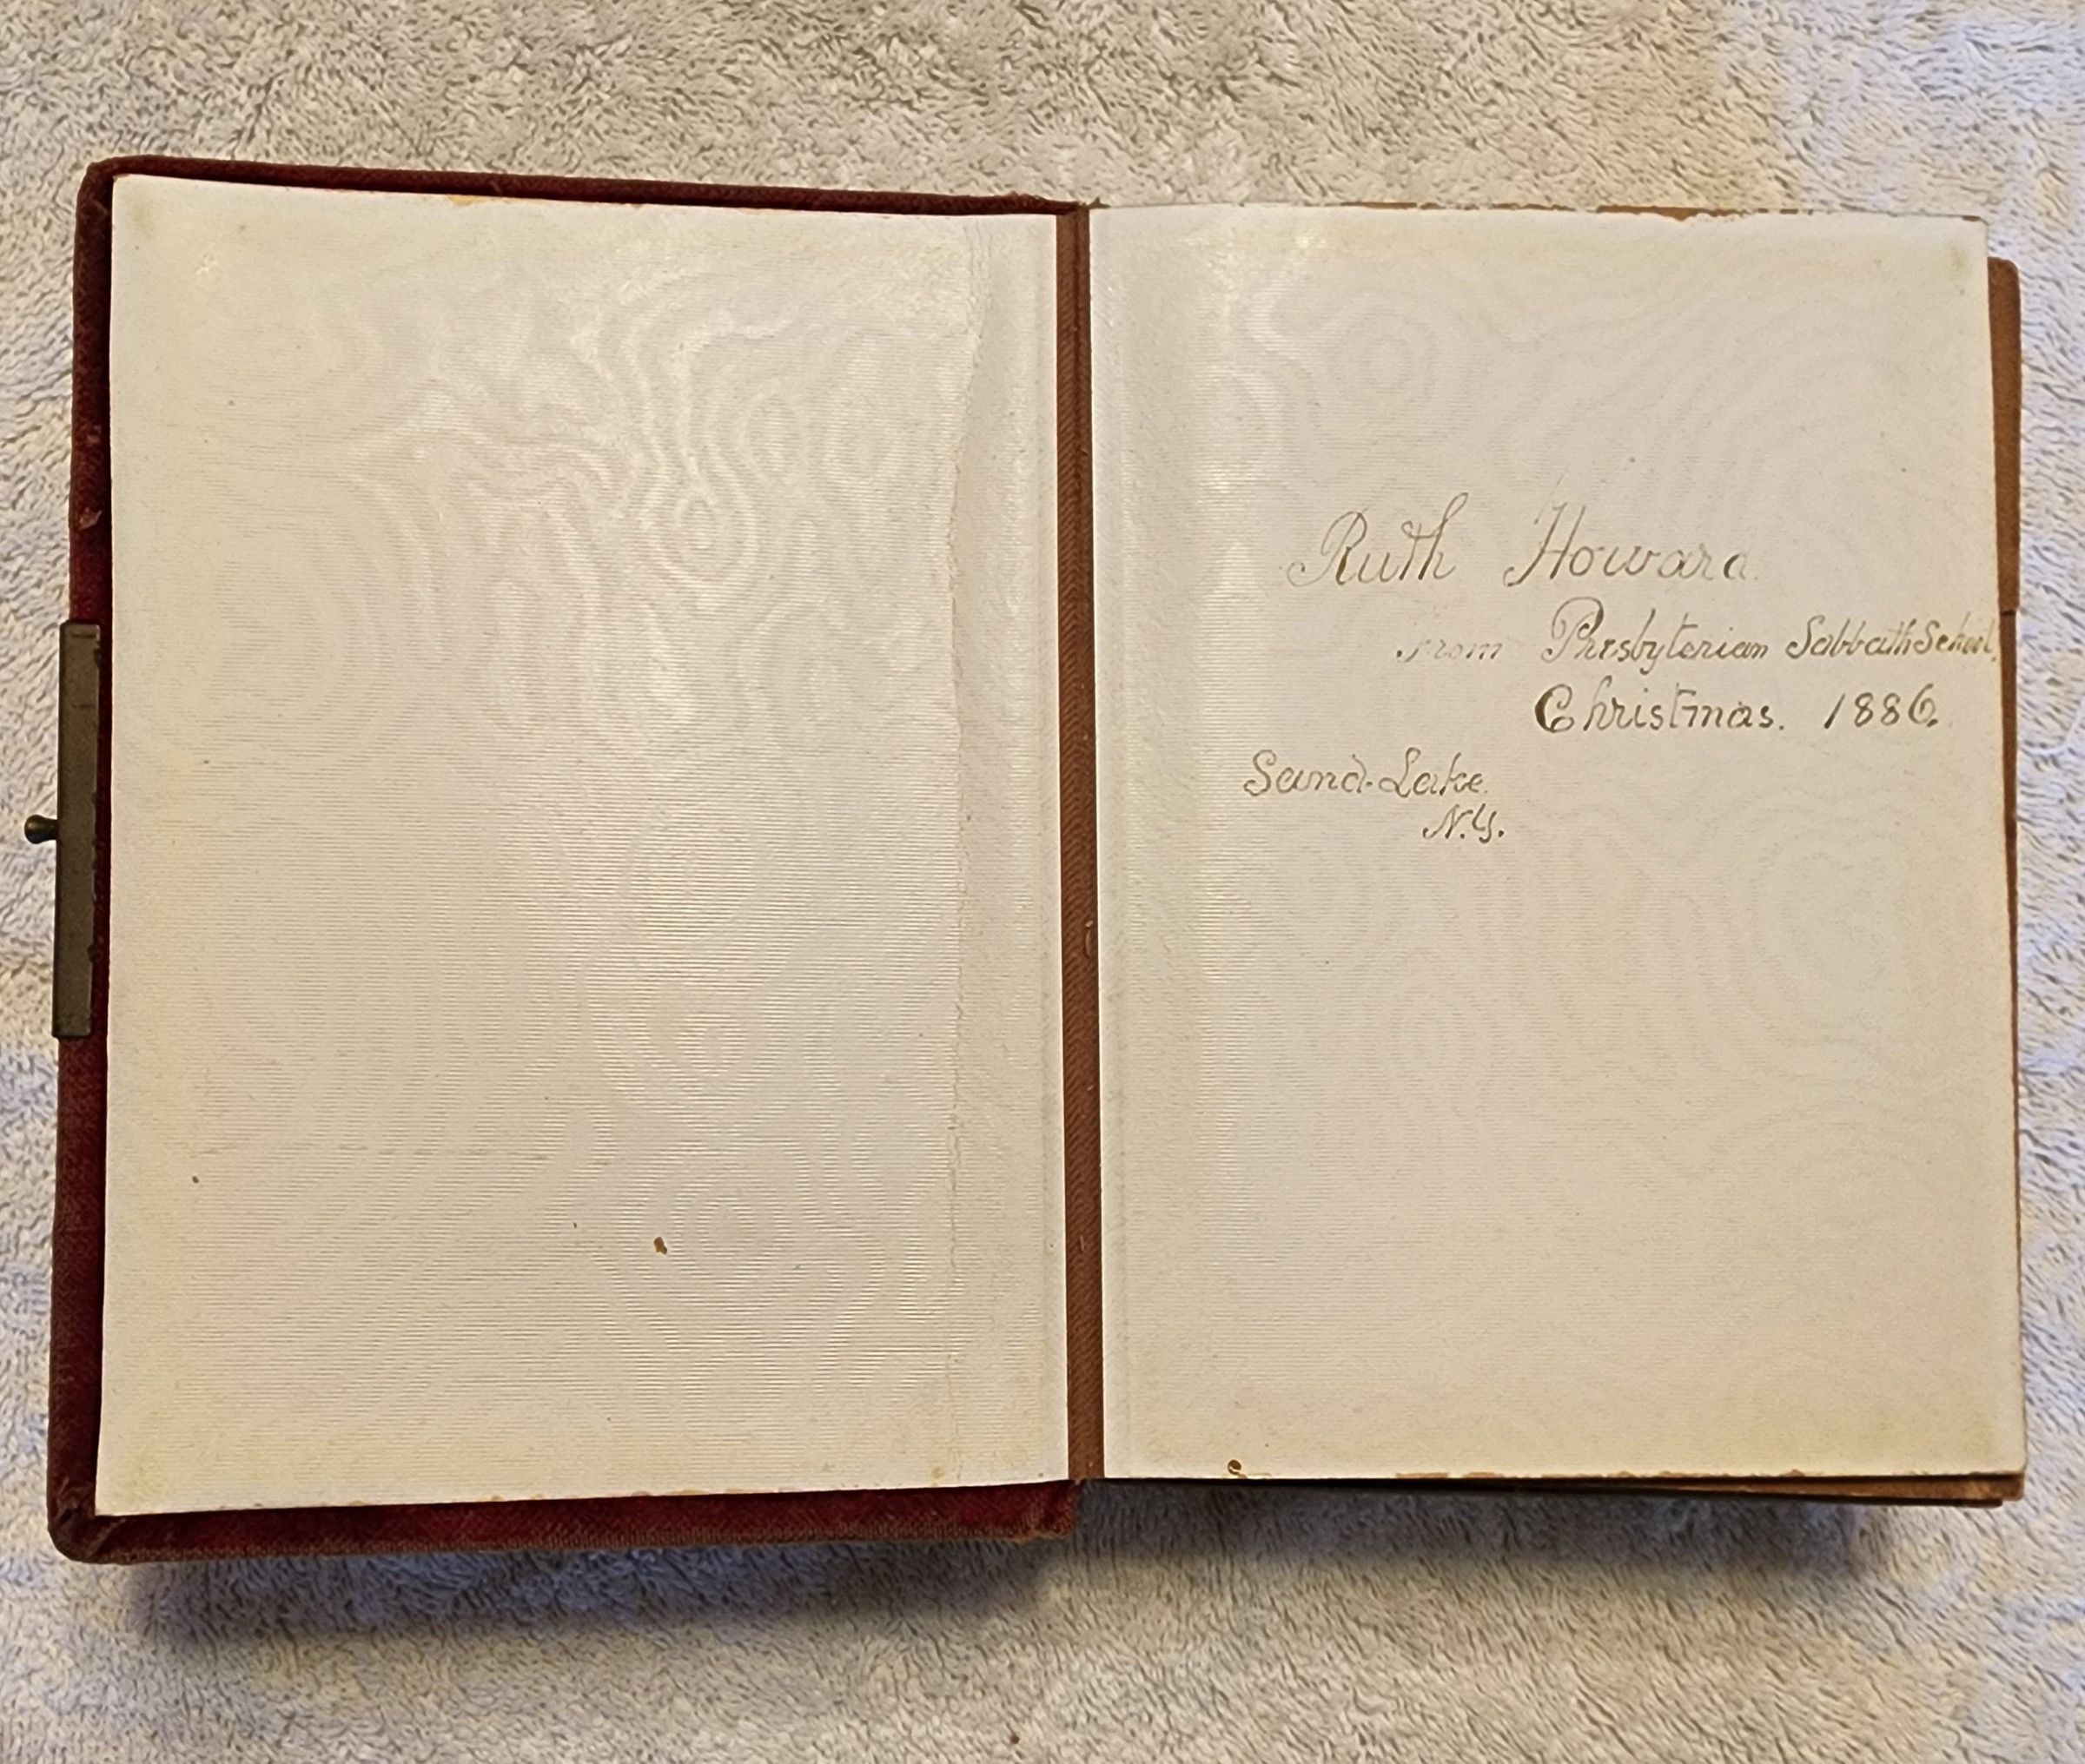 Ruth Howard.
from Presbyterian Sabbath School,
Christmas. 1886.
Sand-Lake.
N.Y.